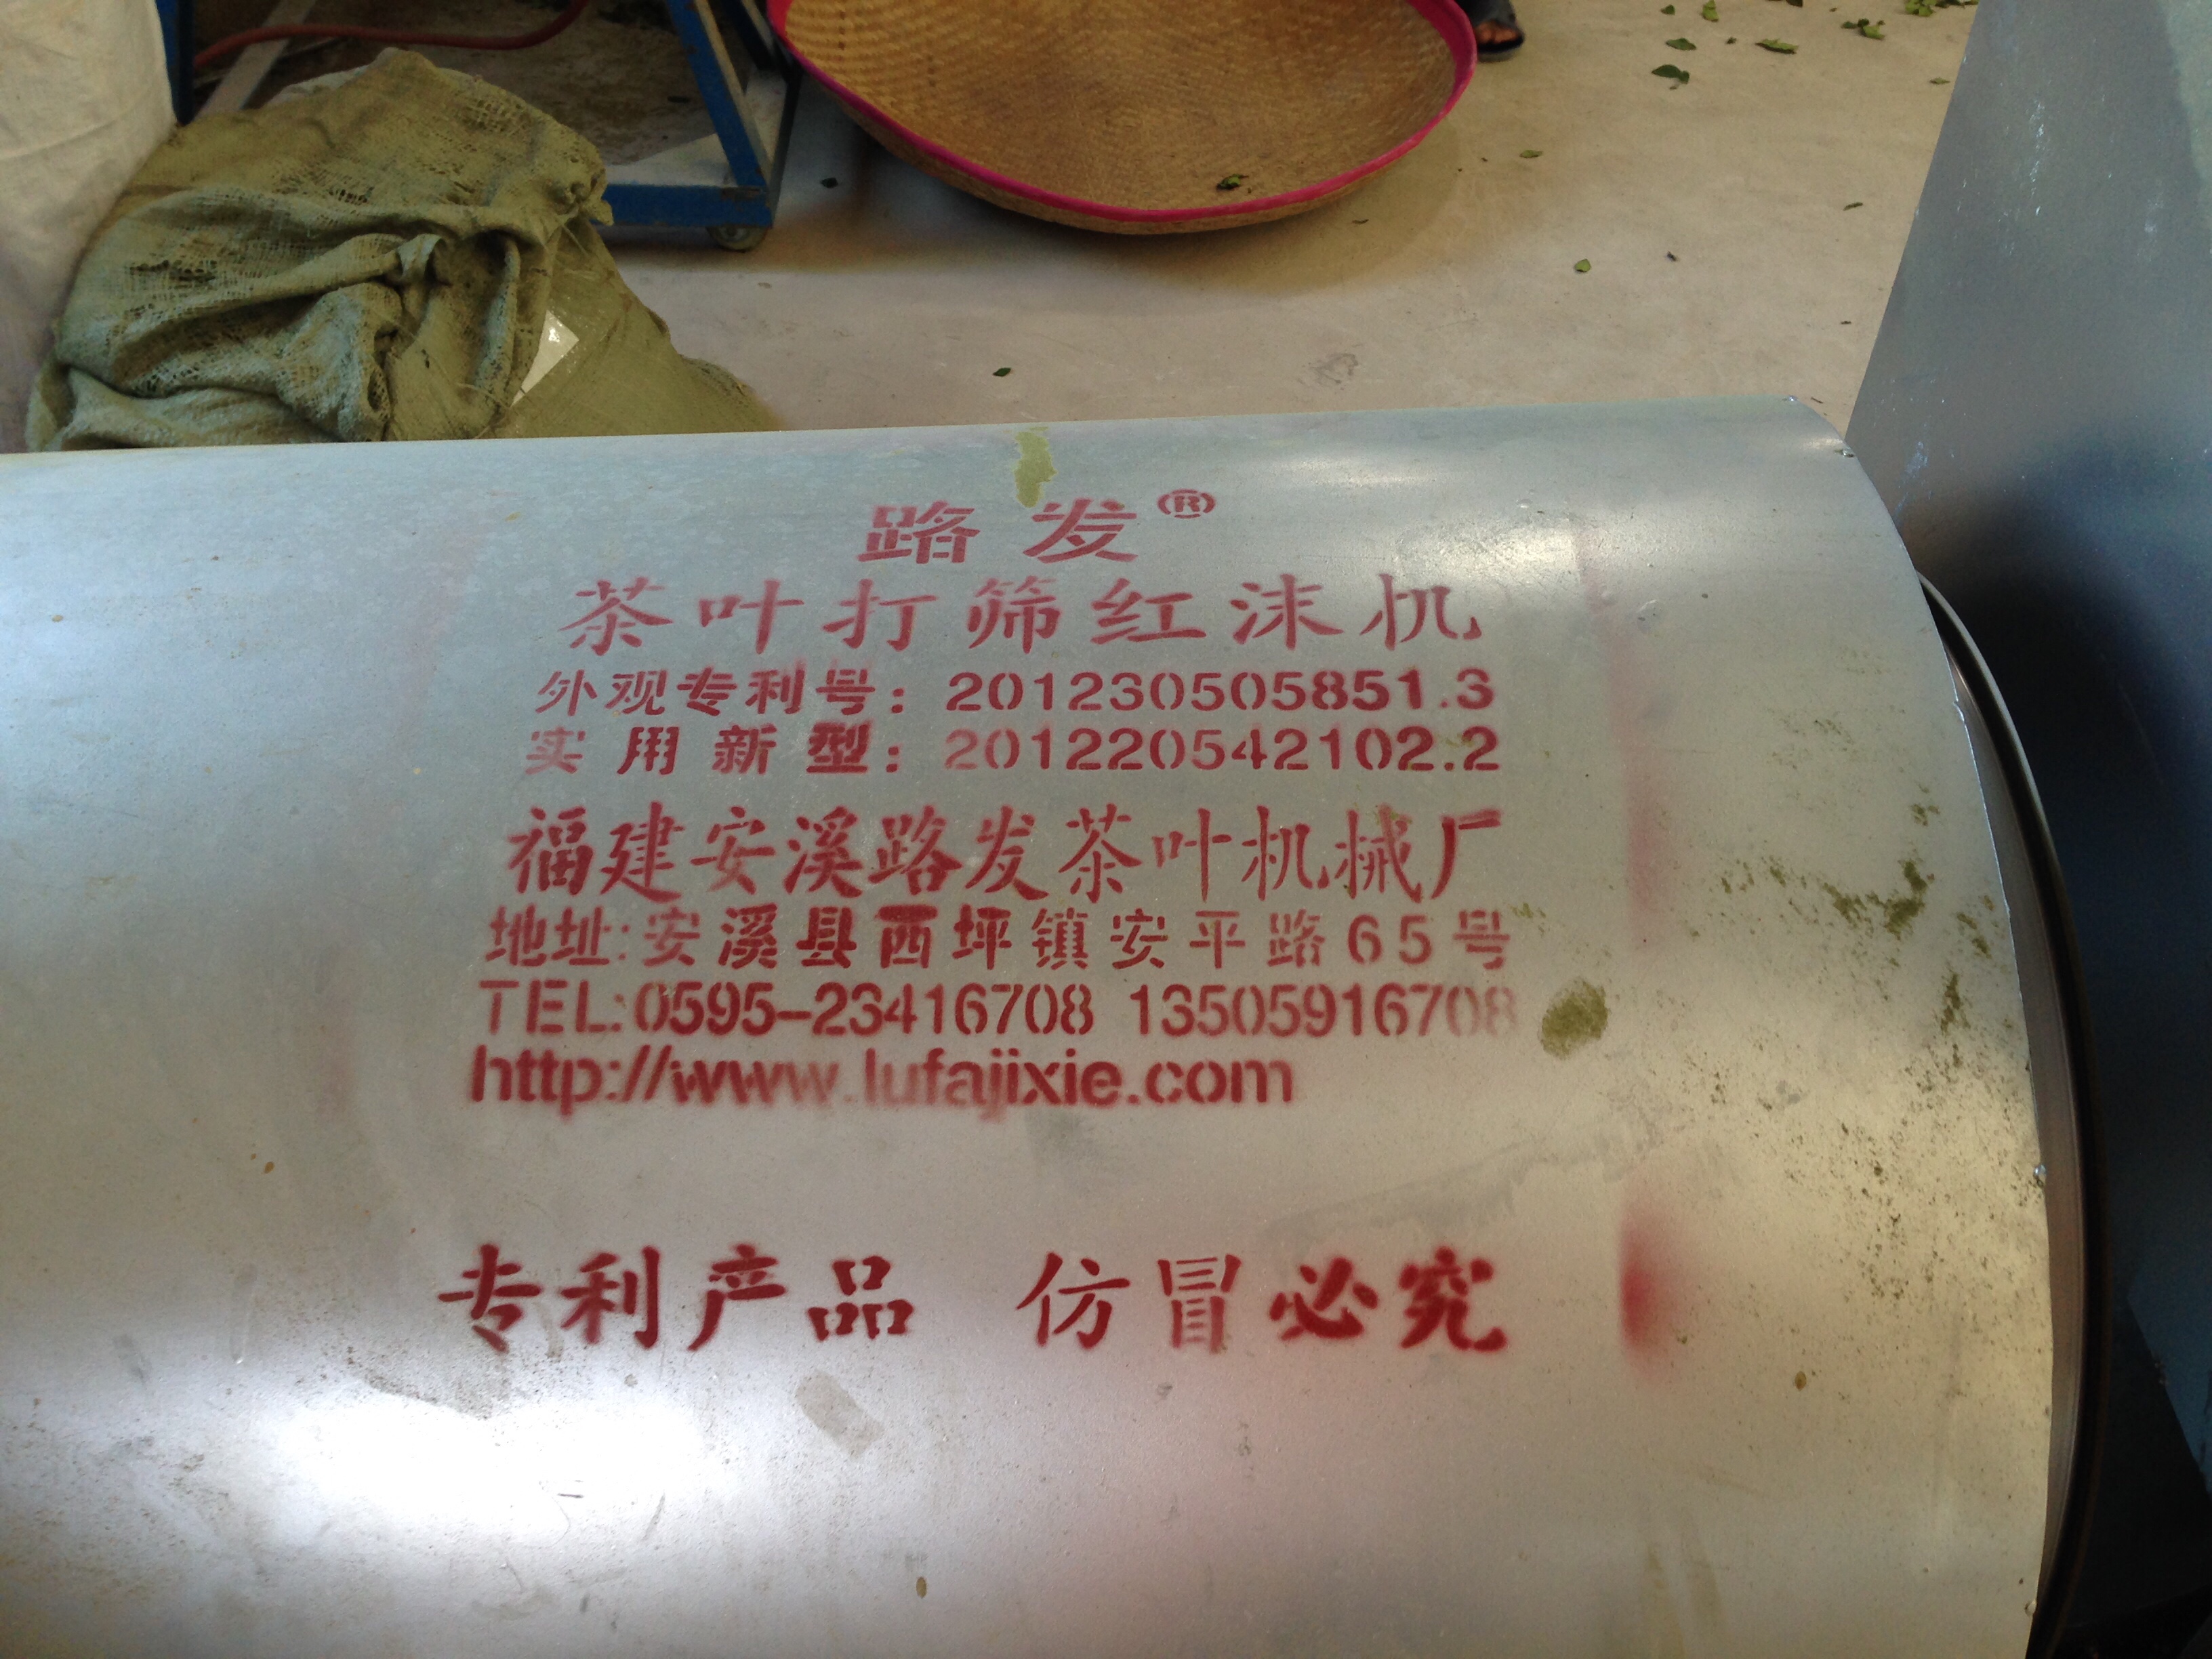 路发®
茶叶打筛红沫机
外观专利号：201230505851.3
实用新型：201220542102.2
福建安溪路发茶叶机械厂
地址:安溪县西坪镇安平路65号
TEL:0595-23416708 13505916708
http://www.lufajixie.com
专利产品 仿冒必究